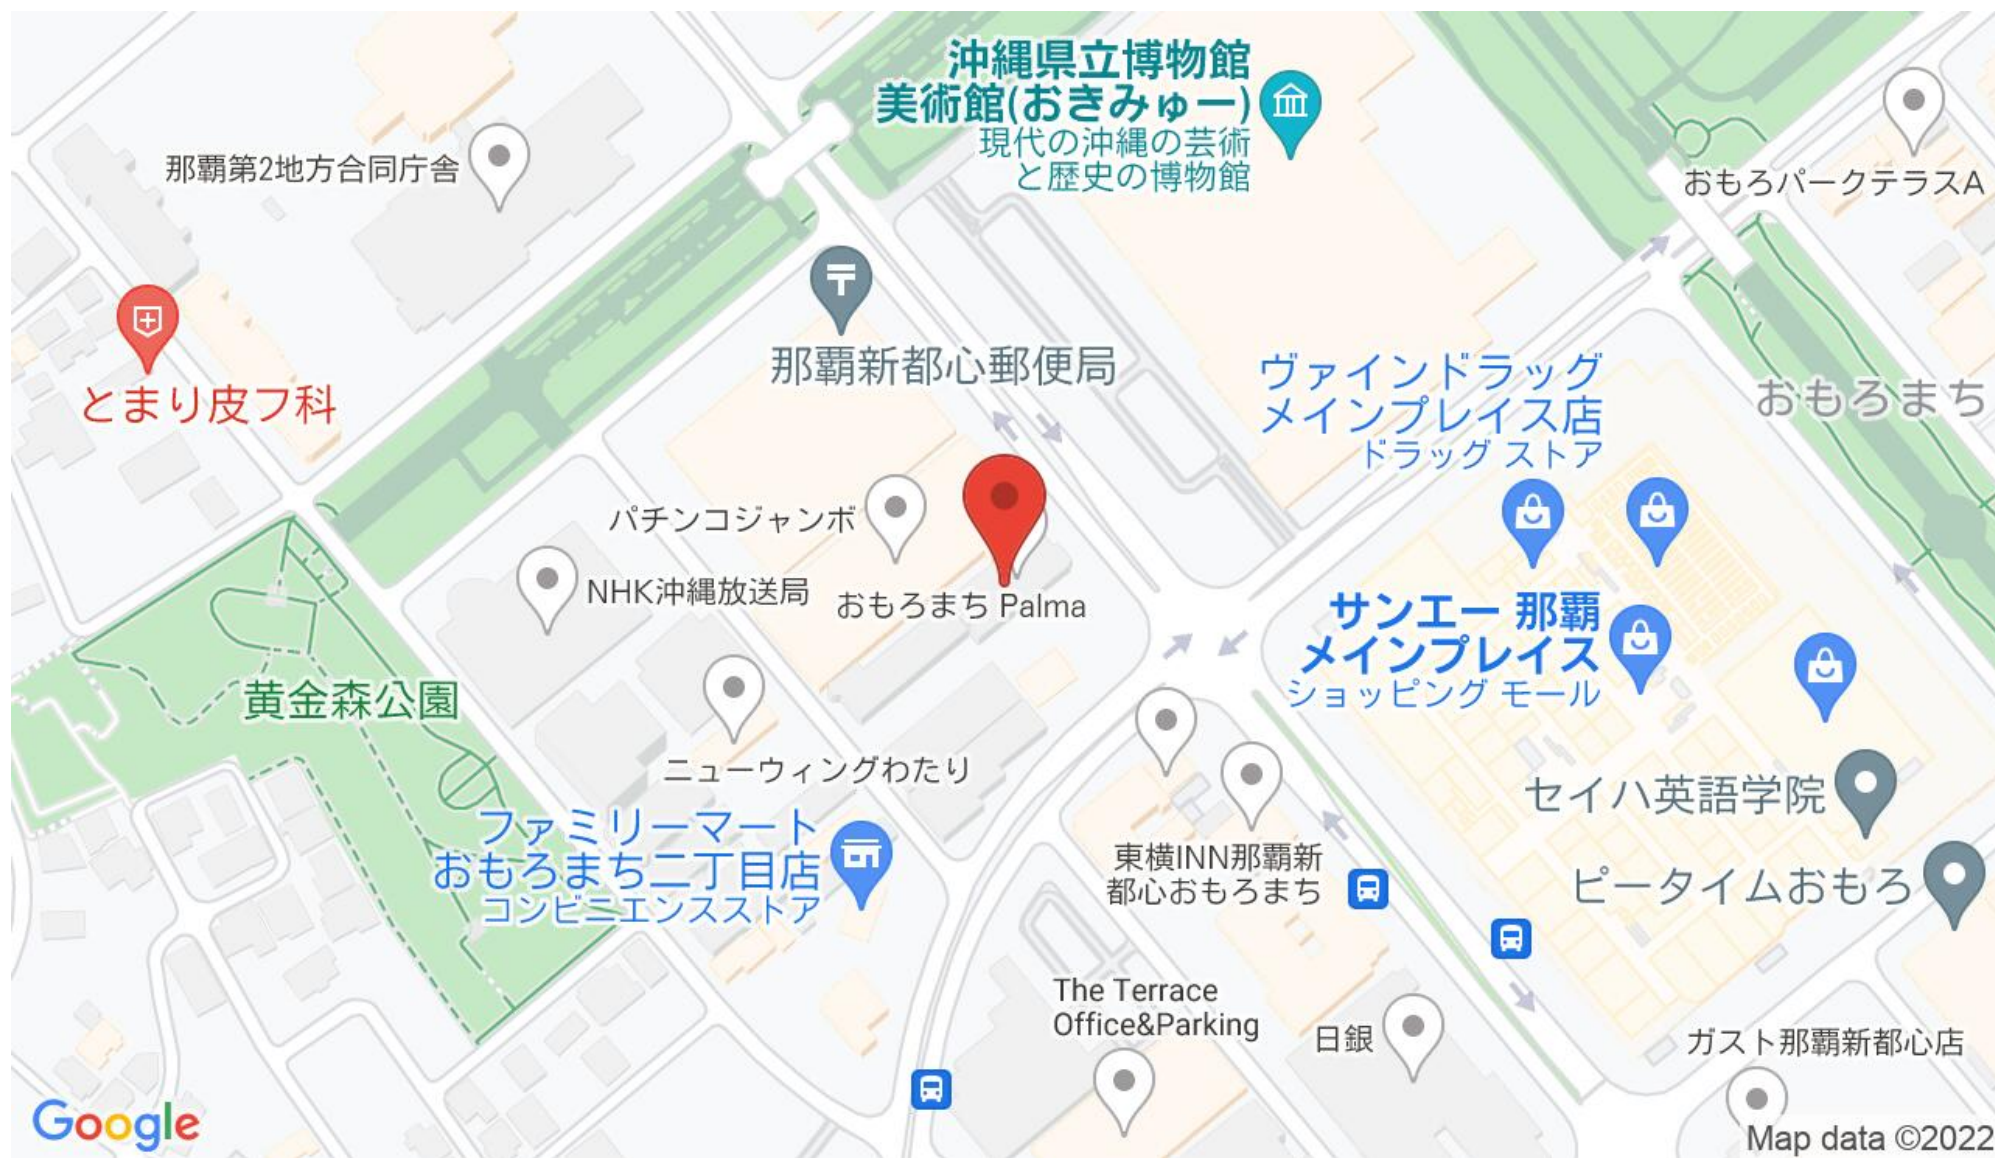 沖縄県立博物館
美術館(おきみゅー)
現代の沖縄の芸術
と歴史の博物館
那覇第2地方合同庁舎
おもろパークテラスA
とまり皮フ科
那覇新都心郵便局
ヴァインドラッグ
メインプレイス店
ドラッグ ストア
おもろまち
パチンコジャンボ
NHK沖縄放送局
おもろまち Palma
サンエー 那覇
メインプレイス
ショッピング モール
黄金森公園
ニューウィングわたり
セイハ英語学院
ファミリーマート
おもろまち二丁目店
コンビニエンスストア
東横INN那覇新
都心おもろまち
ピータイムおもろ
The Terrace
Office&Parking
日銀
ガスト那覇新都心店
Google
Map data ©2022